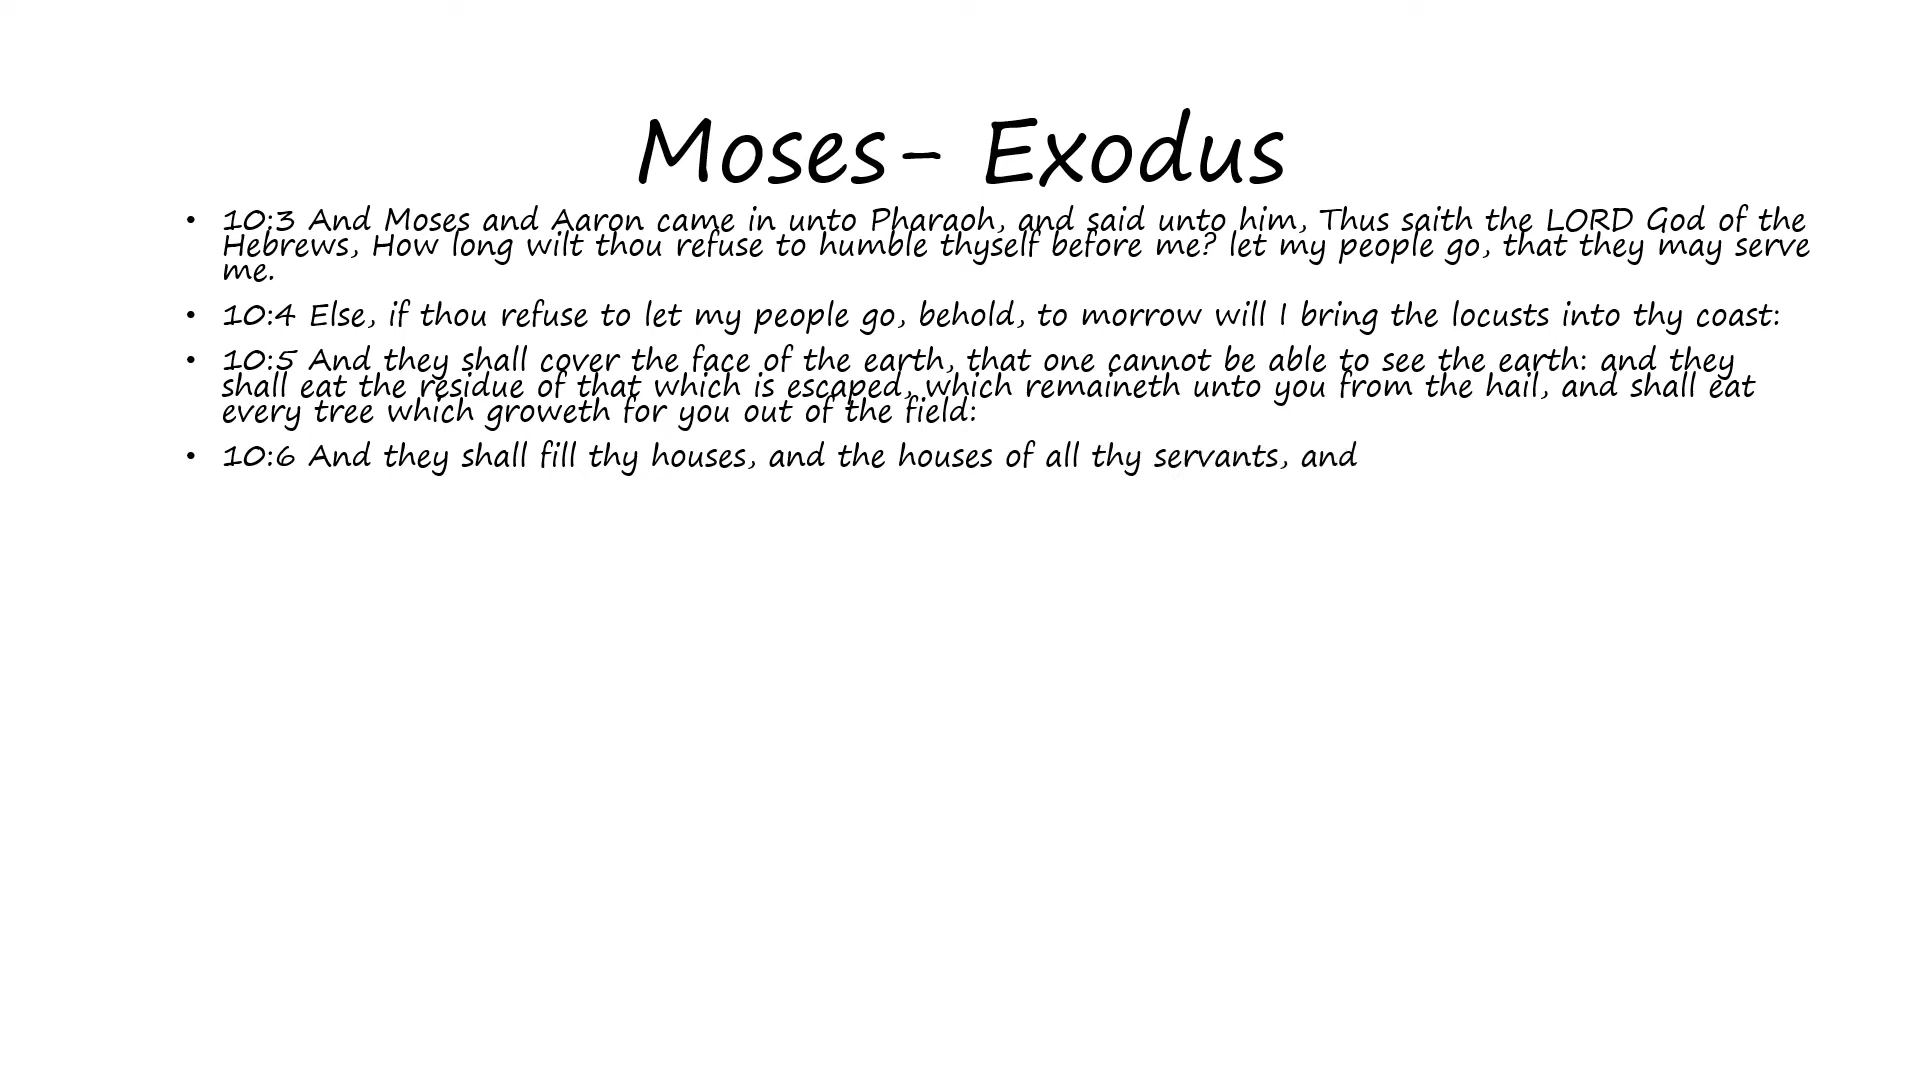 Moses- Exodus
• 10:3 And Moses and Aaron came in unto Pharaoh, and said unto him, Thus saith the LORD God of the
Hebrews, How long wilt thou refuse to humble thyself before me? let my people go, that they may serve
me.
• 10:4 Else, if thou refuse to let my people go, behold, to morrow will I bring the locusts into thy coast:
• 10:5 And they shall cover the face of the earth, that one cannot be able to see the earth: and they
shall eat the residue of that which is escaped, which remaineth unto you from the hail, and shall eat
every tree which groweth for you out of the field:
• 10:6 And they shall fill thy houses, and the houses of all thy servants, and